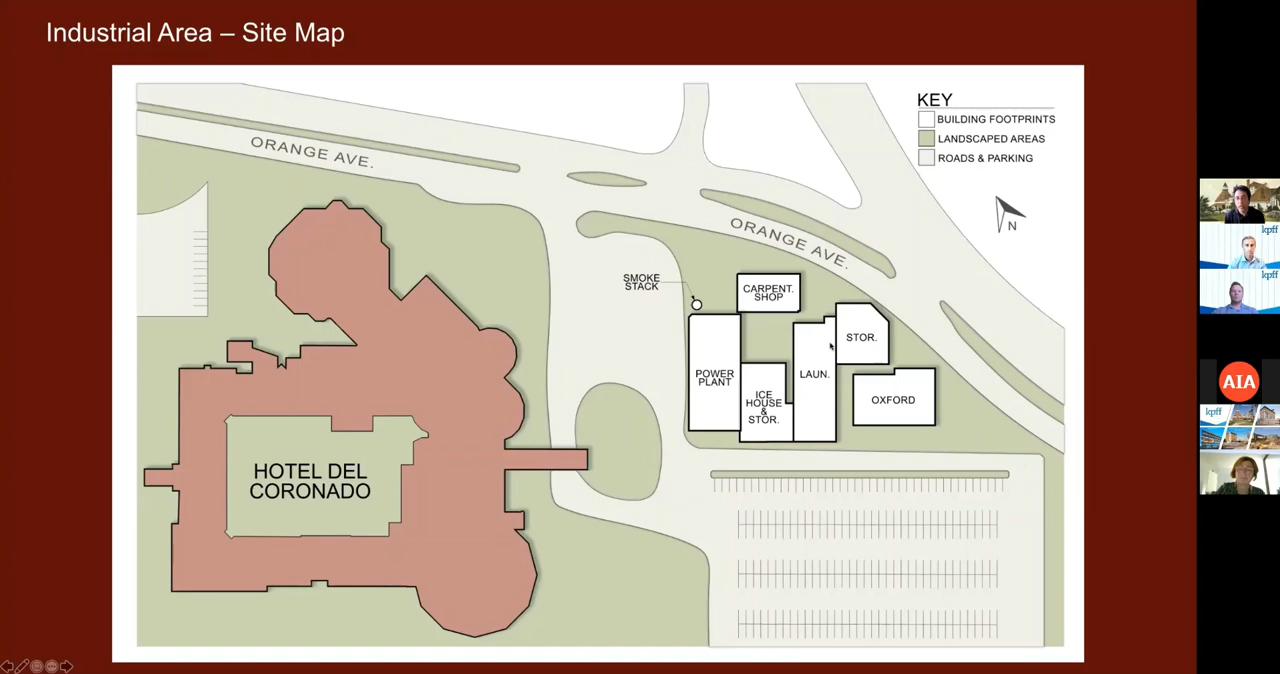 Industrial Area – Site Map
KEY
BUILDING FOOTPRINTS
LANDSCAPED AREAS
ROADS & PARKING
N
ORANGE AVE.
ORANGE AVE.
SMOKE
STACK
CARPENT.
SHOP
STOR.
POWER
PLANT
LAUN.
ICE
HOUSE
&
STOR.
OXFORD
HOTEL DEL
CORONADO
kpff
kpff
AIA
kpff